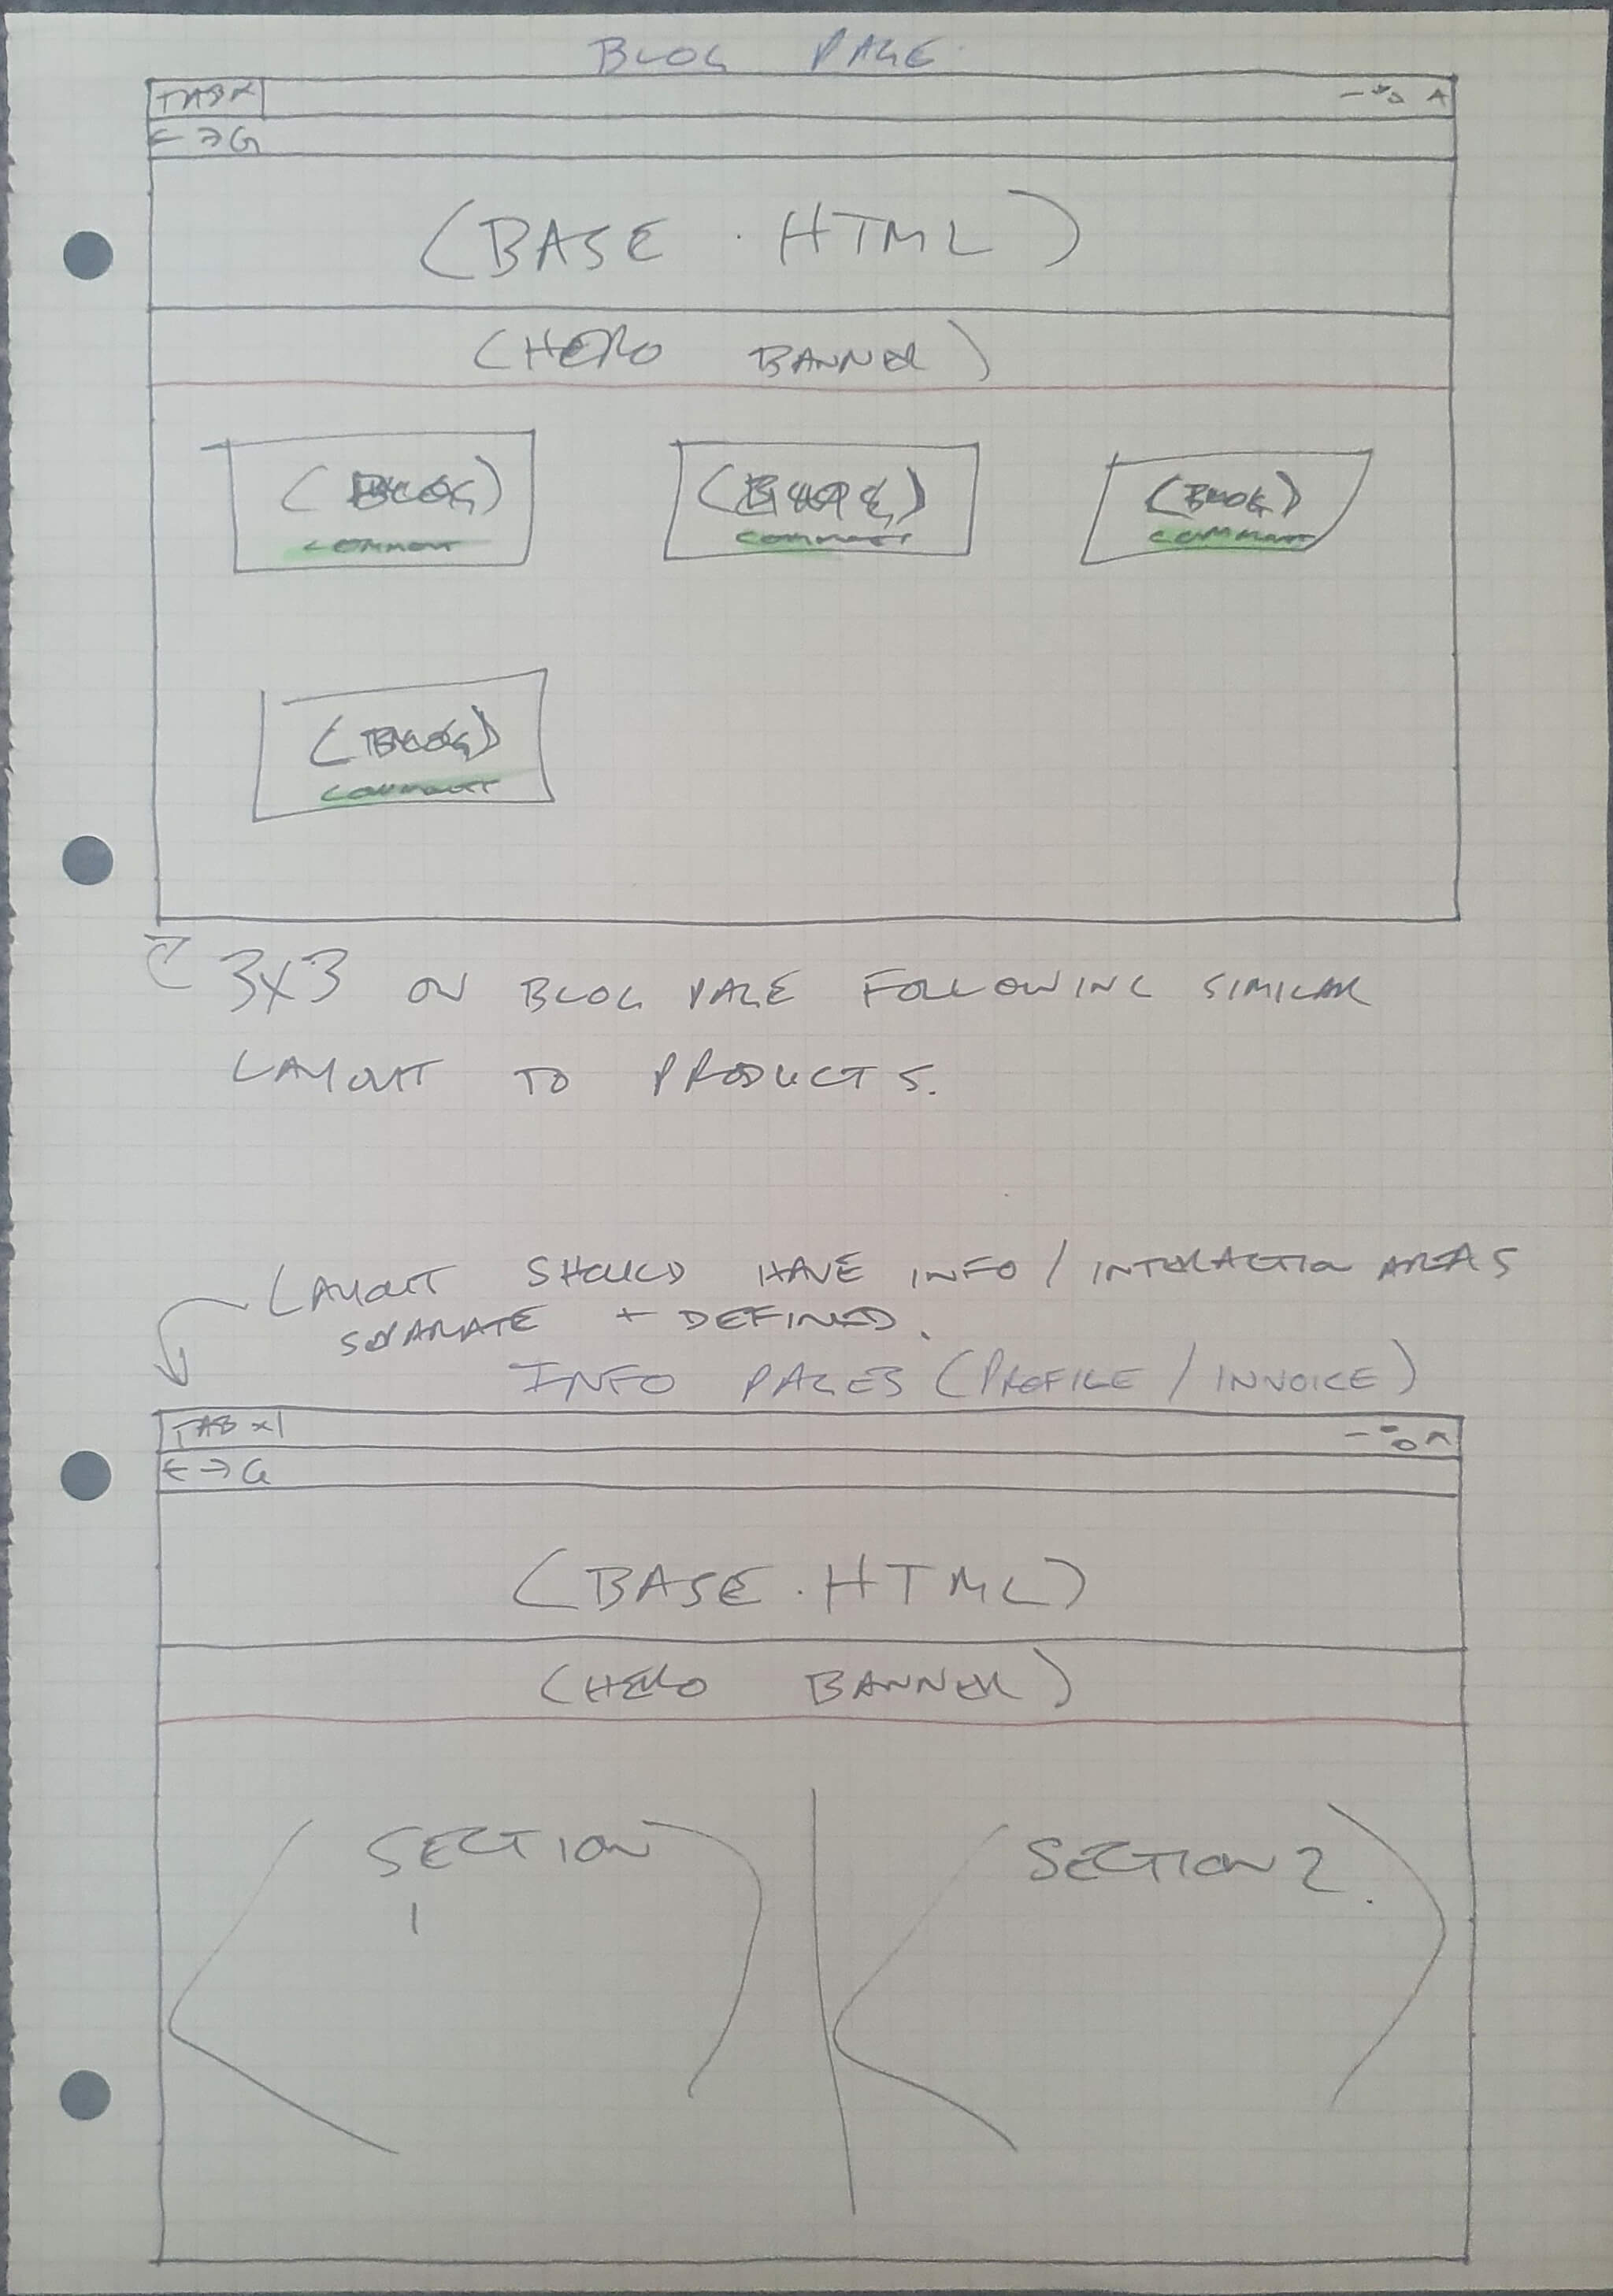 BLOG PAGE
TAB X
← → G
(BASE.HTML)
(HERO BANNER)
(BLOG) (BLOG) (BLOG)
COMMENT COMMENT COMMENT
(BLOG)
COMMENT
3X3 ON BLOG PAGE FOLLOWING SIMILAR
LAYOUT TO PRODUCTS.
LAYOUT SHOULD HAVE INFO / INTERACTION AREAS
SEPARATE + DEFINED.
INFO PAGES (PROFILE / INVOICE)
TAB X
← → G
(BASE.HTML)
(HERO BANNER)
SECTION SECTION 2.
1